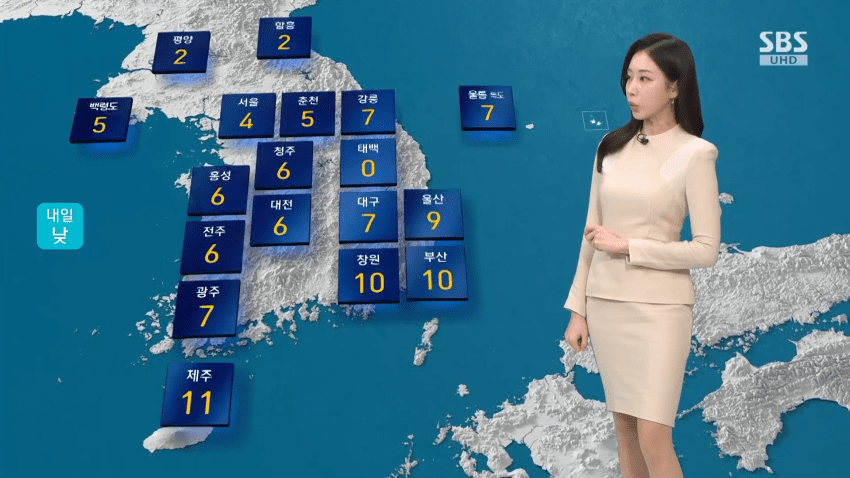 SBS
UHD
평양
2
함흥
2
백령도
5
서울
4
춘천
5
강릉
7
울릉 독도
7
청주
6
태백
0
홍성
6
대전
6
대구
7
울산
9
내일
낮
전주
6
창원
10
부산
10
광주
7
제주
11